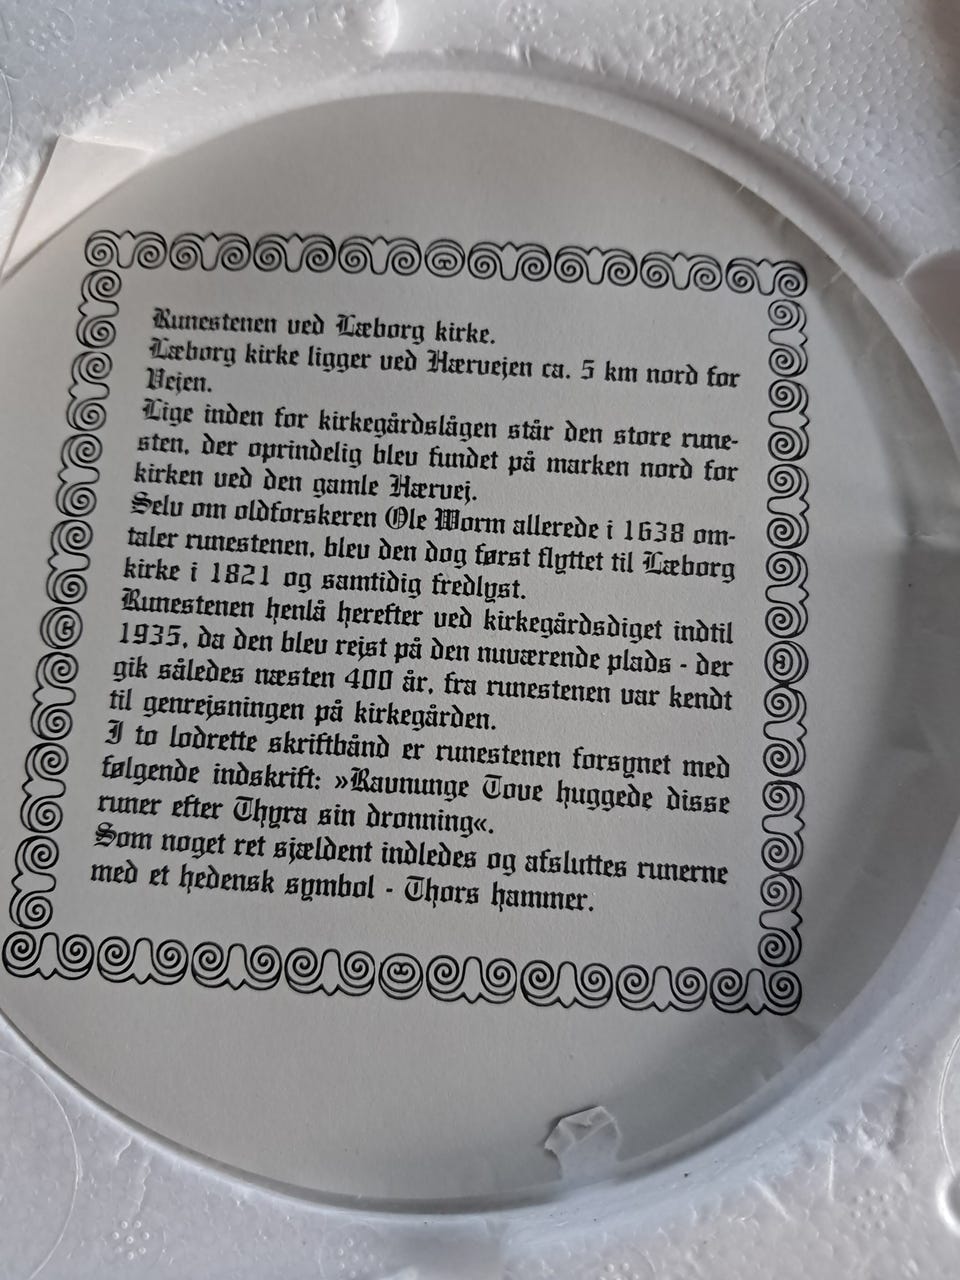 Runestenen ved Læborg kirke.
Læborg kirke ligger ved Hærvejen ca. 5 km nord for
Vejen.
Lige inden for kirkegårdslågen står den store rune-
sten, der oprindelig blev fundet på marken nord for
kirken ved den gamle Hærvej.
Selv om oldforskeren Ole Worm allerede i 1638 om-
taler runestenen, blev den dog først flyttet til Læborg
kirke i 1821 og samtidig fredlyst.
Runestenen henlå herefter ved kirkegårdsdiget indtil
1935, da den blev rejst på den nuværende plads - der
gik således næsten 400 år, fra runestenen var kendt
til genrejsningen på kirkegården.
I to lodrette skriftbånd er runestenen forsynet med
følgende indskrift: »Ravnunge Tove huggede disse
runer efter Thyra sin dronning«.
Som noget ret sjældent indledes og afsluttes runerne
med et hedensk symbol - Thors hammer.